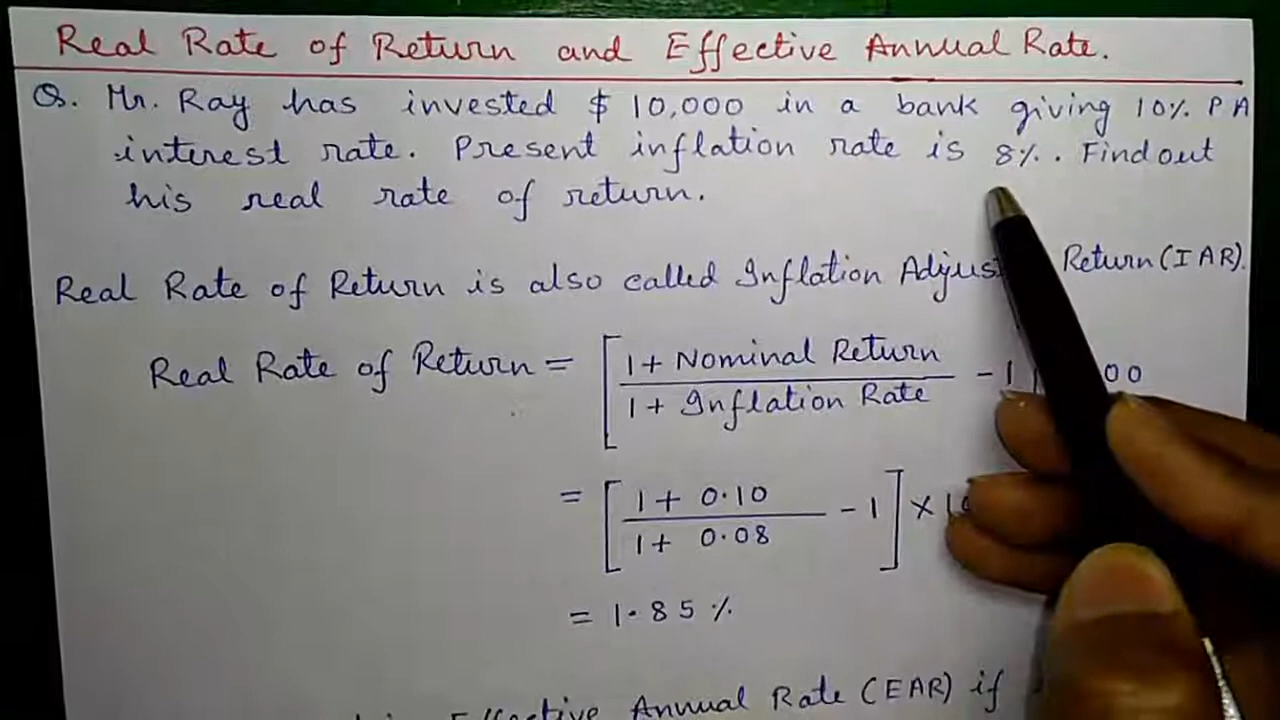 Real Rate of Return and Effective Annual Rate.
Q. Mr. Ray has invested $ 10,000 in a bank giving 10% PA
interest rate. Present inflation rate is 8%. Find out
his real rate of return.
Real Rate of Return is also called Inflation Adjus Return (IAR).
Real Rate of Return = [ 1 + Nominal Return / 1 + Inflation Rate - 1 00
= [ 1 + 0.10 / 1 + 0.08 - 1 ] × 1
= 1.85 %
Effective Annual Rate (EAR) if